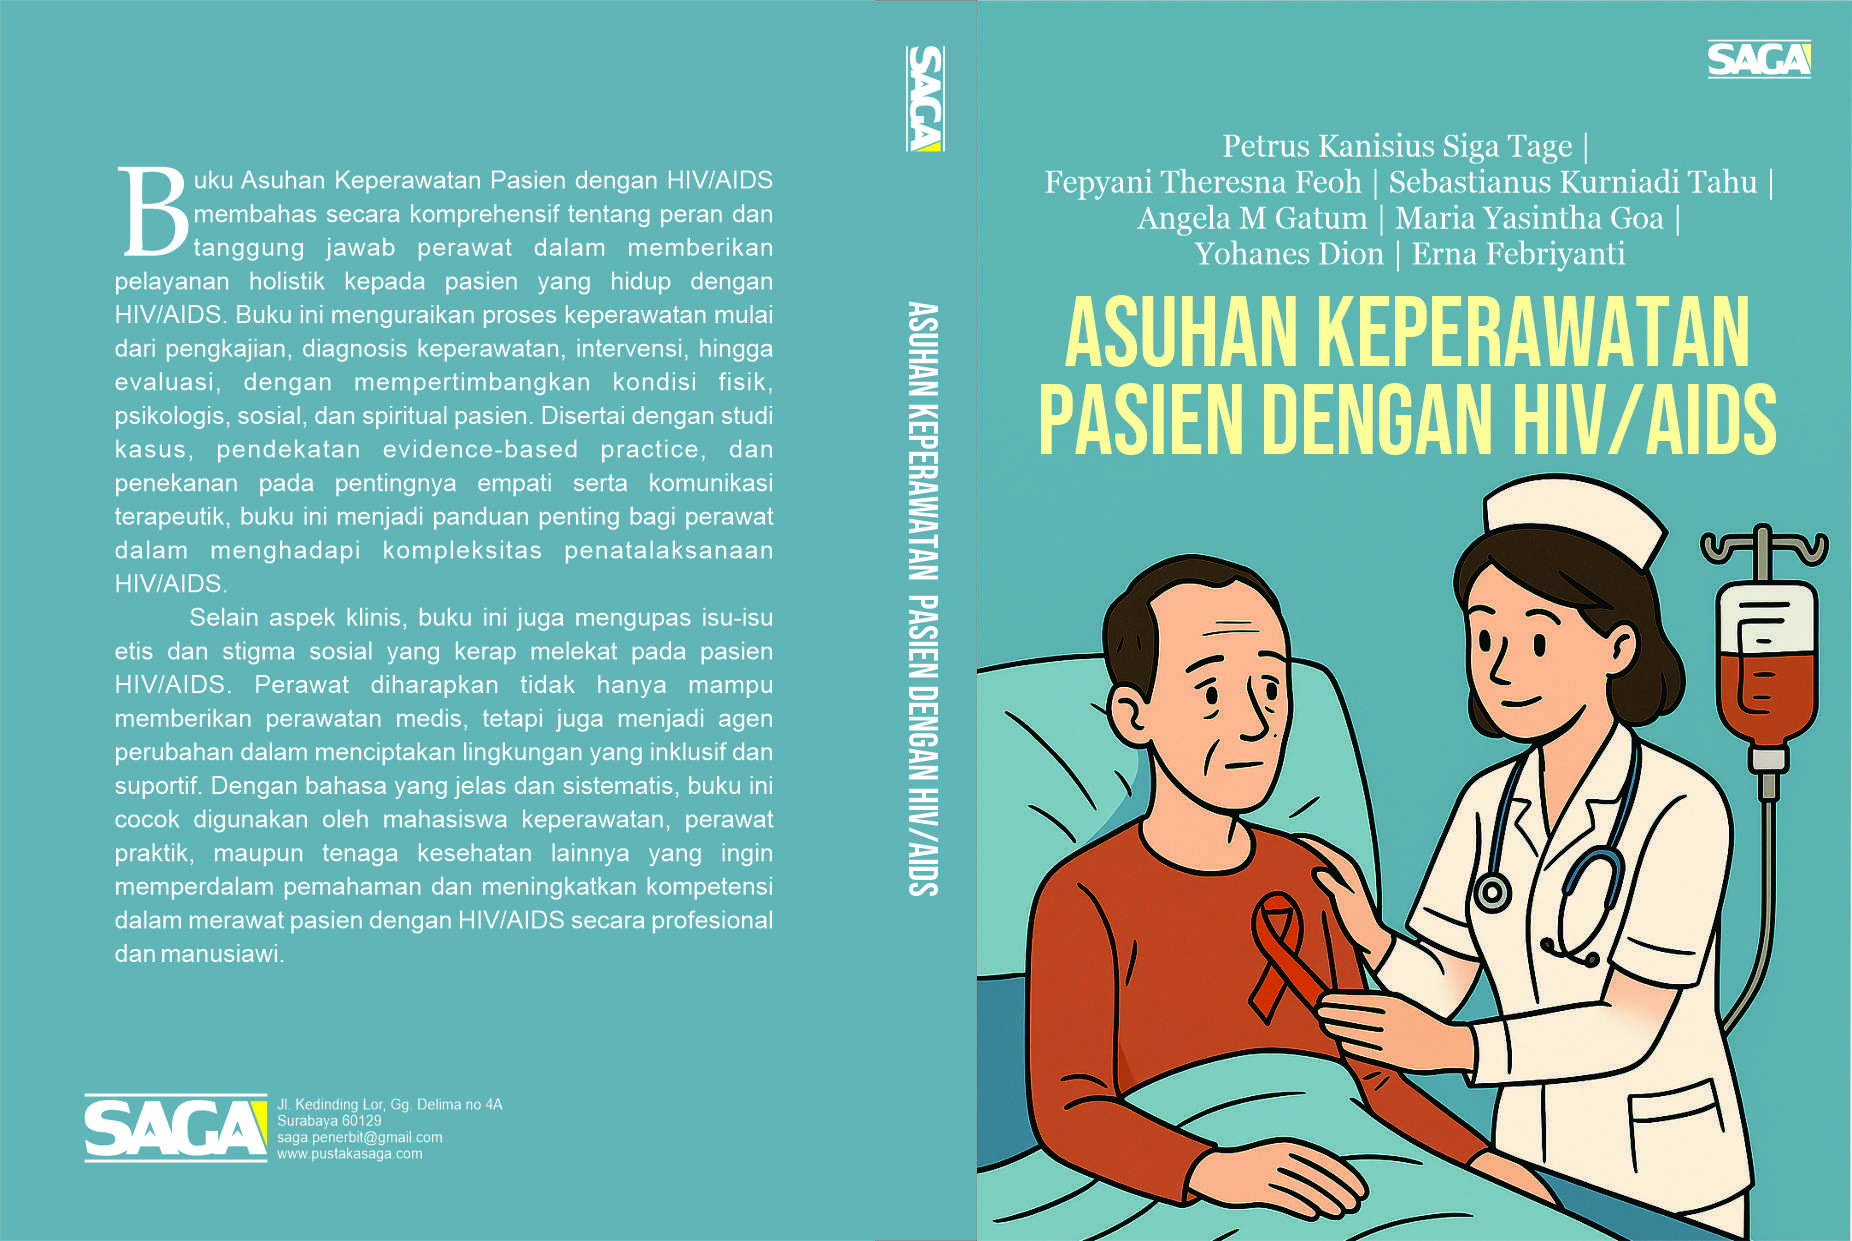 Buku Asuhan Keperawatan Pasien dengan HIV/AIDS
membahas secara komprehensif tentang peran dan
tanggung jawab perawat dalam memberikan
pelayanan holistik kepada pasien yang hidup dengan
HIV/AIDS. Buku ini menguraikan proses keperawatan mulai
dari pengkajian, diagnosis keperawatan, intervensi, hingga
evaluasi, dengan mempertimbangkan kondisi fisik,
psikologis, sosial, dan spiritual pasien. Disertai dengan studi
kasus, pendekatan evidence-based practice, dan
penekanan pada pentingnya empati serta komunikasi
terapeutik, buku ini menjadi panduan penting bagi perawat
dalam menghadapi kompleksitas penatalaksanaan
HIV/AIDS.
Selain aspek klinis, buku ini juga mengupas isu-isu
etis dan stigma sosial yang kerap melekat pada pasien
HIV/AIDS. Perawat diharapkan tidak hanya mampu
memberikan perawatan medis, tetapi juga menjadi agen
perubahan dalam menciptakan lingkungan yang inklusif dan
suportif. Dengan bahasa yang jelas dan sistematis, buku ini
cocok digunakan oleh mahasiswa keperawatan, perawat
praktik, maupun tenaga kesehatan lainnya yang ingin
memperdalam pemahaman dan meningkatkan kompetensi
dalam merawat pasien dengan HIV/AIDS secara profesional
dan manusiawi.
SAGA
Jl. Kedinding Lor, Gg. Delima no 4A
Surabaya 60129
saga.penerbit@gmail.com
www.pustakasaga.com
SAGA
ASUHAN KEPERAWATAN PASIEN DENGAN HIV/AIDS
SAGA
Petrus Kanisius Siga Tage |
Fepyani Theresna Feoh | Sebastianus Kurniadi Tahu |
Angela M Gatum | Maria Yasintha Goa |
Yohanes Dion | Erna Febriyanti
ASUHAN KEPERAWATAN
PASIEN DENGAN HIV/AIDS